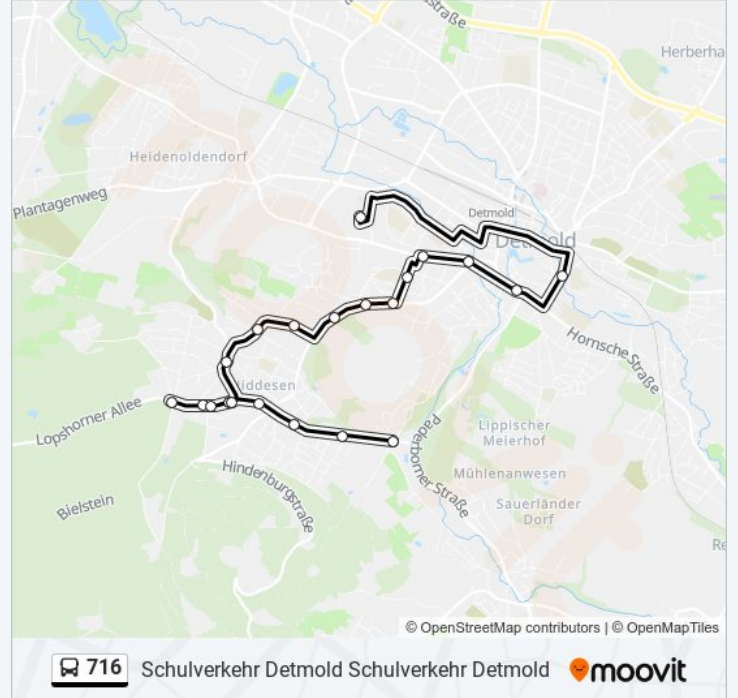 straße
Herberha
Heidenoldendorf
Plantagenweg
Detmold
Detmold
Hornsche Straße
iddesen
Lopshorner Allee
Lippischer
Meierhof
Paderborner Straße
Mühlenanwesen
Hindenburgstraße
Bielstein
Sauerländer
Dorf
Re
© OpenStreetMap contributors | © OpenMapTiles
716 Schulverkehr Detmold Schulverkehr Detmold moovit